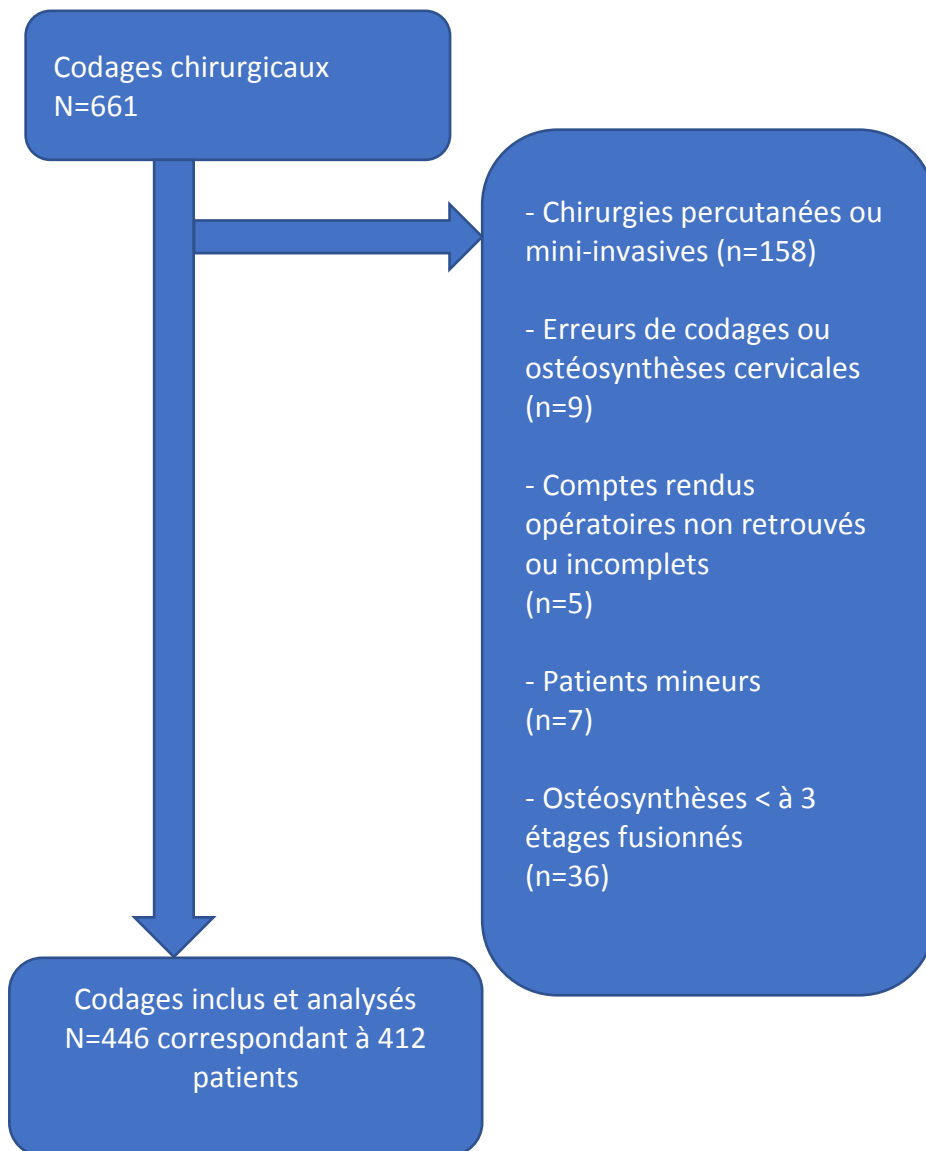 Codages chirurgicaux
N=661
- Chirurgies percutanées ou
mini-invasives (n=158)
- Erreurs de codages ou
ostéosynthèses cervicales
(n=9)
- Comptes rendus
opératoires non retrouvés
ou incomplets
(n=5)
- Patients mineurs
(n=7)
- Ostéosynthèses < à 3
étages fusionnés
(n=36)
Codages inclus et analysés
N=446 correspondant à 412
patients